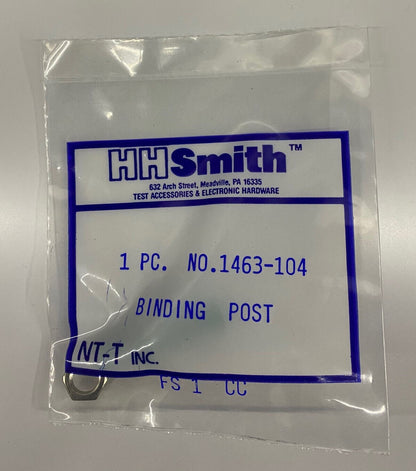 HHSmith™
632 Arch Street, Meadville, PA 16335
TEST ACCESSORIES & ELECTRONIC HARDWARE
1 PC. NO.1463-104
BINDING POST
NT-T INC.
FS 1 CC